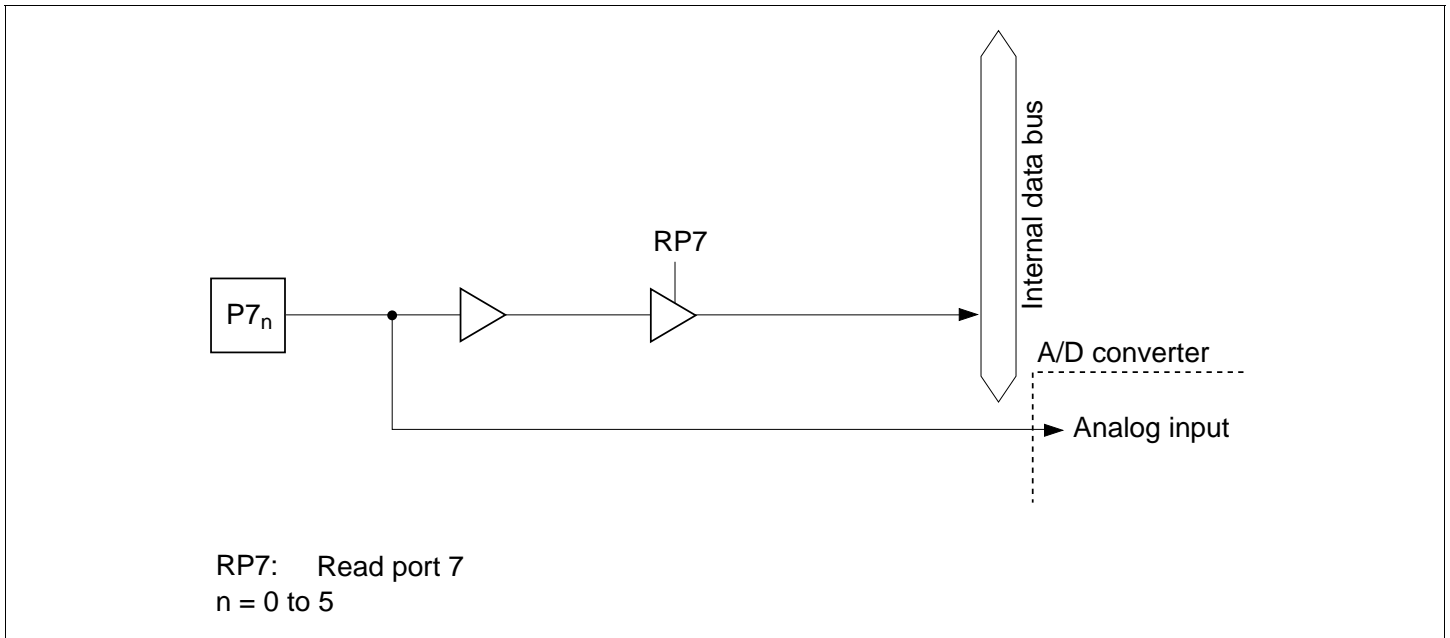 Internal data bus
RP7
P7n
A/D converter
Analog input
RP7: Read port 7
n = 0 to 5